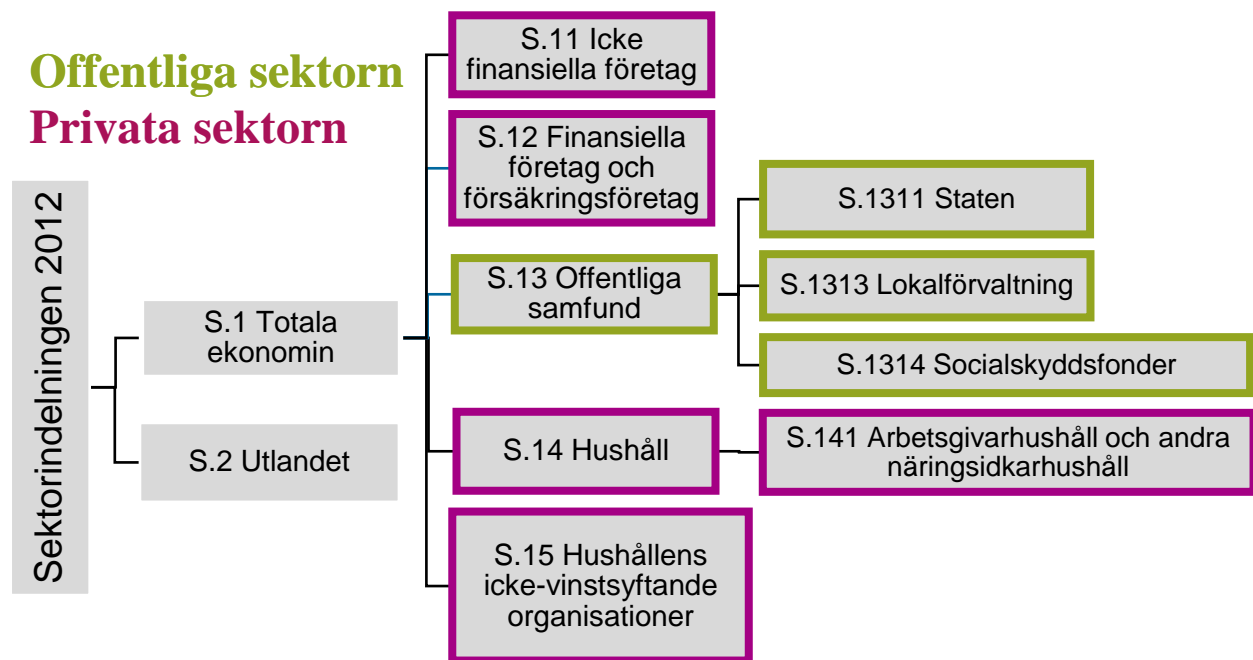 Offentliga sektorn
Privata sektorn
Sektorindelningen 2012
S.1 Totala
ekonomin
S.2 Utlandet
S.11 Icke
finansiella företag
S.12 Finansiella
företag och
försäkringsföretag
S.13 Offentliga
samfund
S.1311 Staten
S.1313 Lokalförvaltning
S.1314 Socialskyddsfonder
S.14 Hushåll
S.141 Arbetsgivarhushåll och andra
näringsidkarhushåll
S.15 Hushållens
icke-vinstsyftande
organisationer